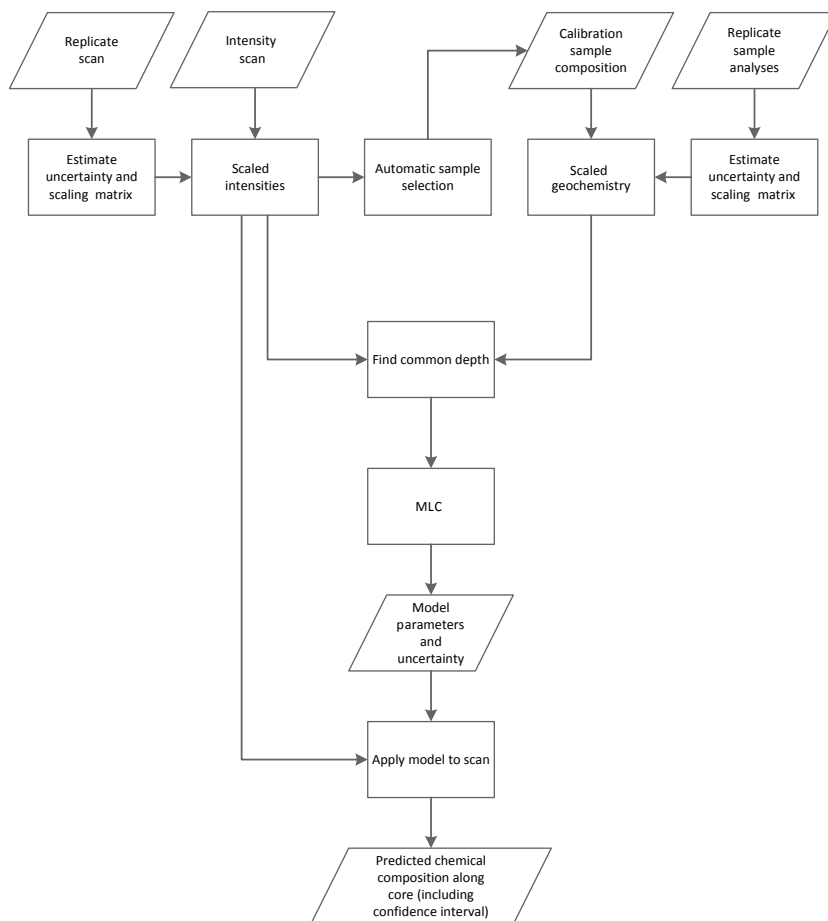 Replicate
scan
Intensity
scan
Calibration
sample
composition
Replicate
sample
analyses
Estimate
uncertainty and
scaling matrix
Scaled
intensities
Automatic sample
selection
Scaled
geochemistry
Estimate
uncertainty and
scaling matrix
Find common depth
MLC
Model
parameters
and
uncertainty
Apply model to scan
Predicted chemical
composition along
core (including
confidence interval)